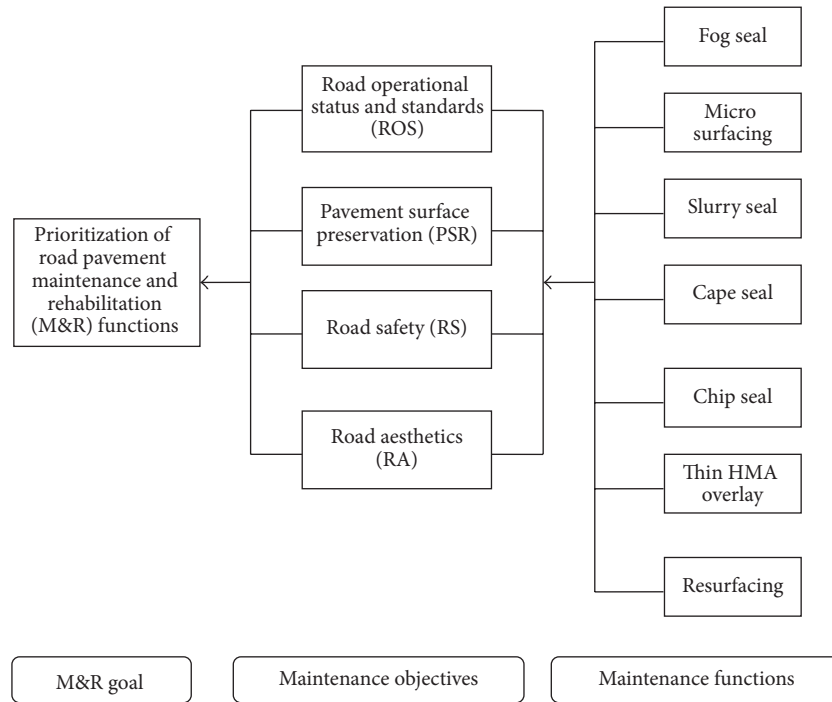 Prioritization of
road pavement
maintenance and
rehabilitation
(M&R) functions
Road operational
status and standards
(ROS)
Pavement surface
preservation (PSR)
Road safety (RS)
Road aesthetics
(RA)
Fog seal
Micro
surfacing
Slurry seal
Cape seal
Chip seal
Thin HMA
overlay
Resurfacing
M&R goal
Maintenance objectives
Maintenance functions